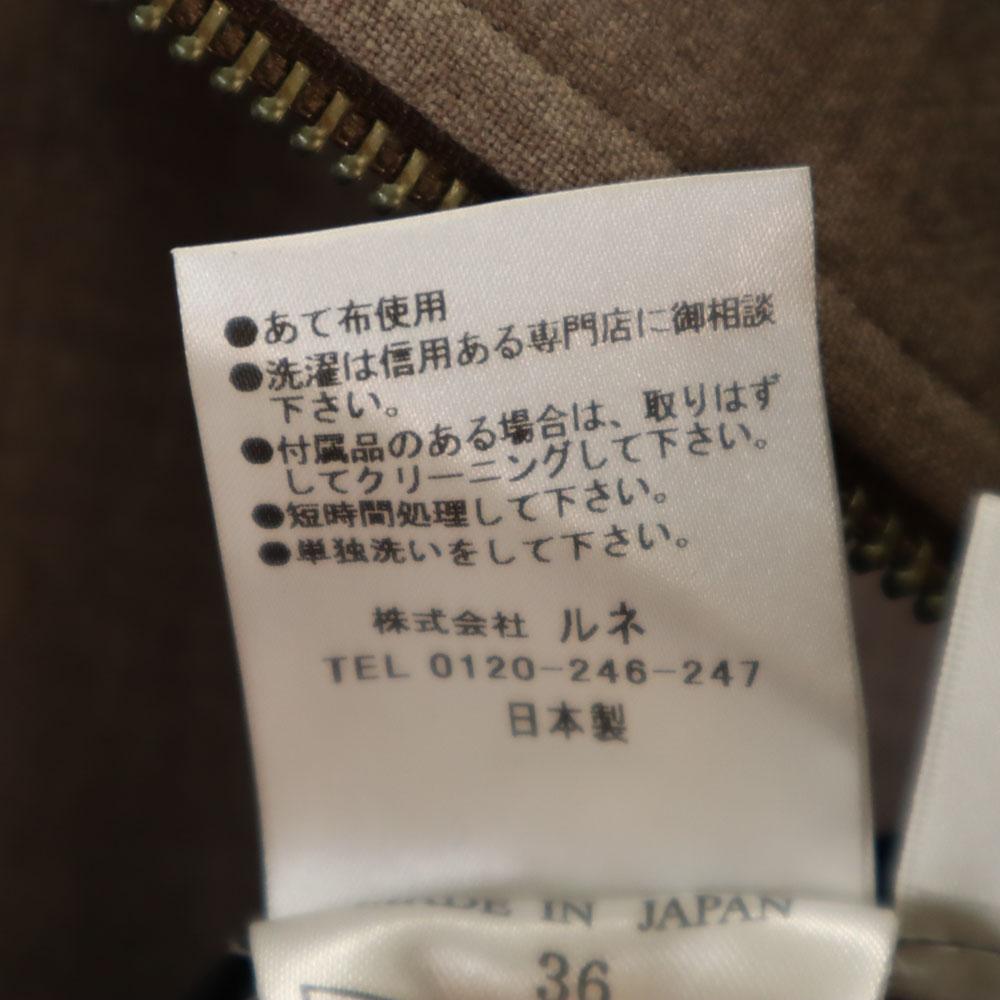 ●あて布使用
●洗濯は信用ある専門店に御相談
下さい。
●付属品のある場合は、取りはず
してクリーニングして下さい。
●短時間処理して下さい。
●単独洗いをして下さい。
株式会社 ルネ
TEL 0120-246-247
日本製
MADE IN JAPAN
36